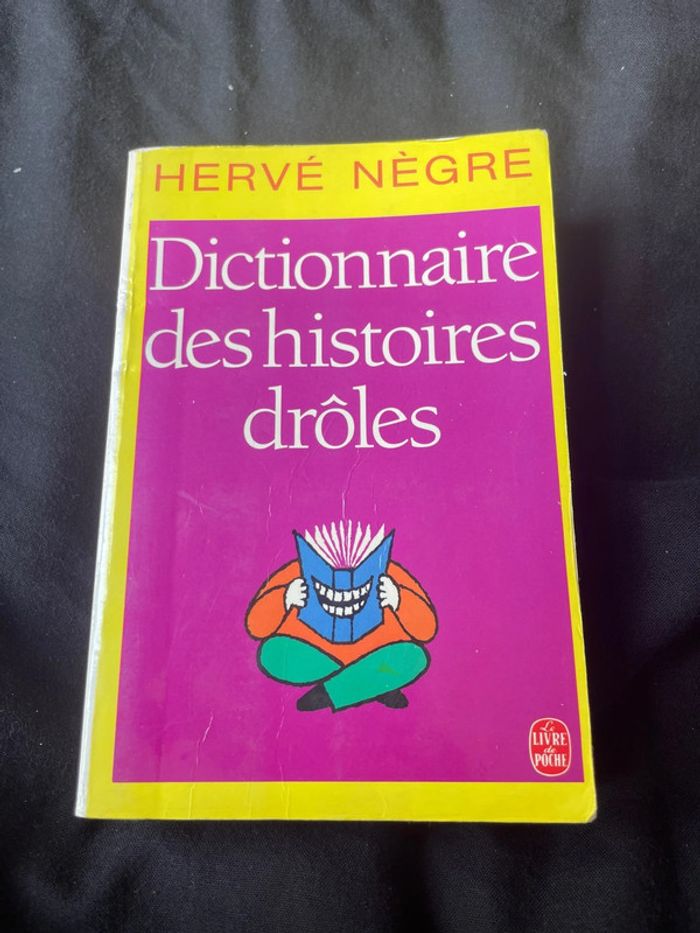 HERVÉ NÈGRE
Dictionnaire
des histoires
drôles
Le
LIVRE
de
POCHE